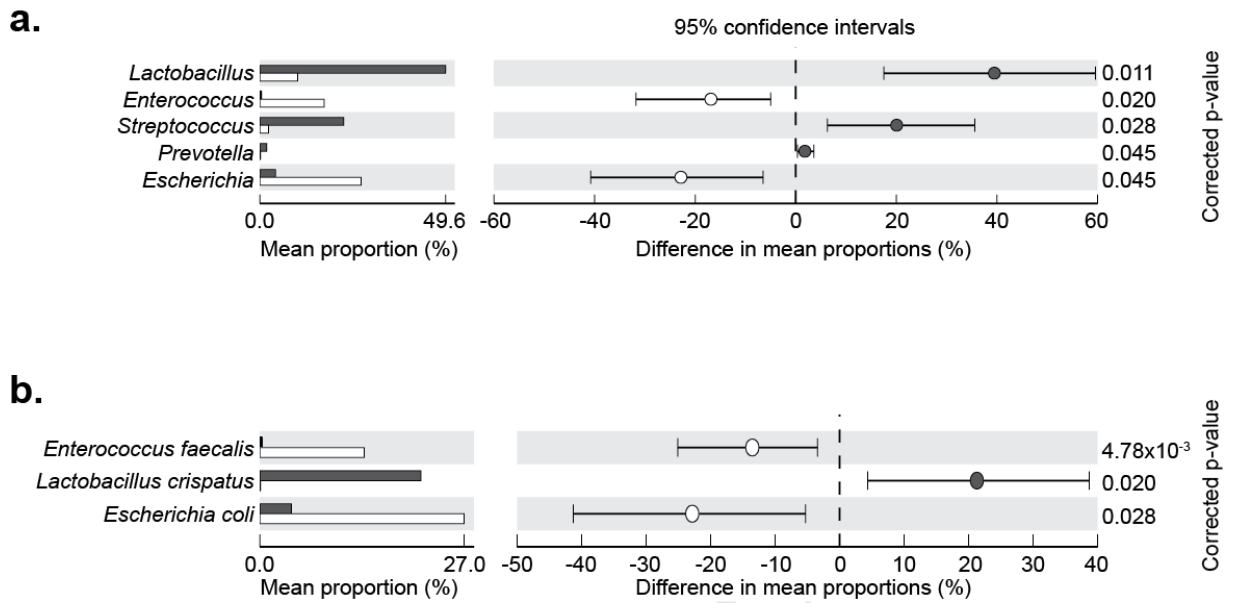 a.
95% confidence intervals
Lactobacillus
0.011
Enterococcus
0.020
Streptococcus
0.028
Prevotella
0.045
Escherichia
0.045
Corrected p-value
0.0 49.6 -60 -40 -20 0 20 40 60
Mean proportion (%) Difference in mean proportions (%)
b.
Enterococcus faecalis
4.78x10⁻³
Lactobacillus crispatus
0.020
Escherichia coli
0.028
Corrected p-value
0.0 27.0 -50 -40 -30 -20 -10 0 10 20 30 40
Mean proportion (%) Difference in mean proportions (%)